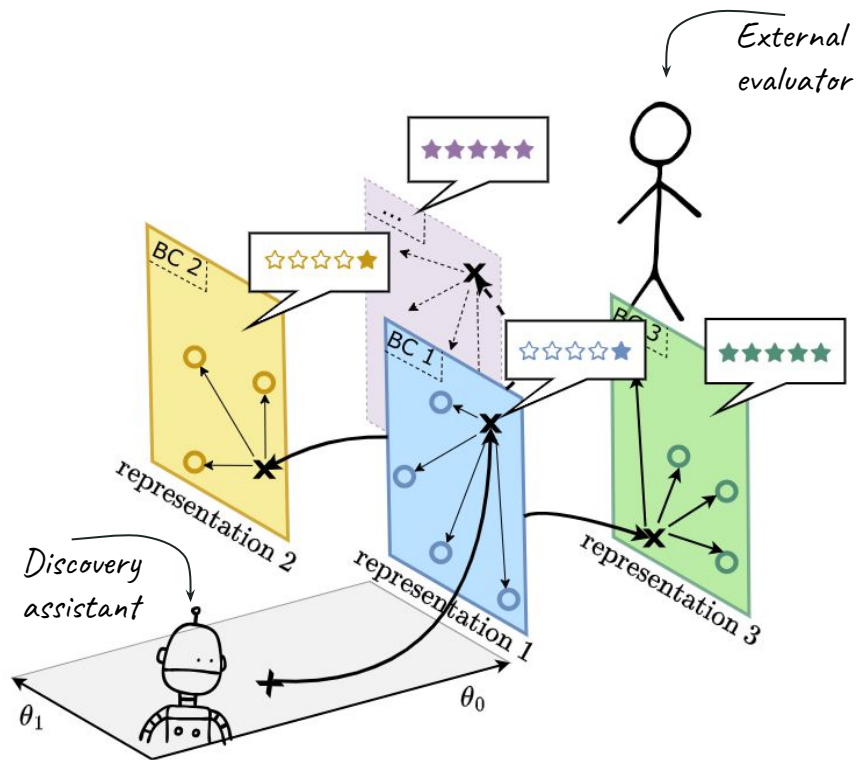 External
evaluator
...
BC 2
BC 1
BC 3
representation 2
representation 1
representation 3
Discovery
assistant
θ₁
θ₀